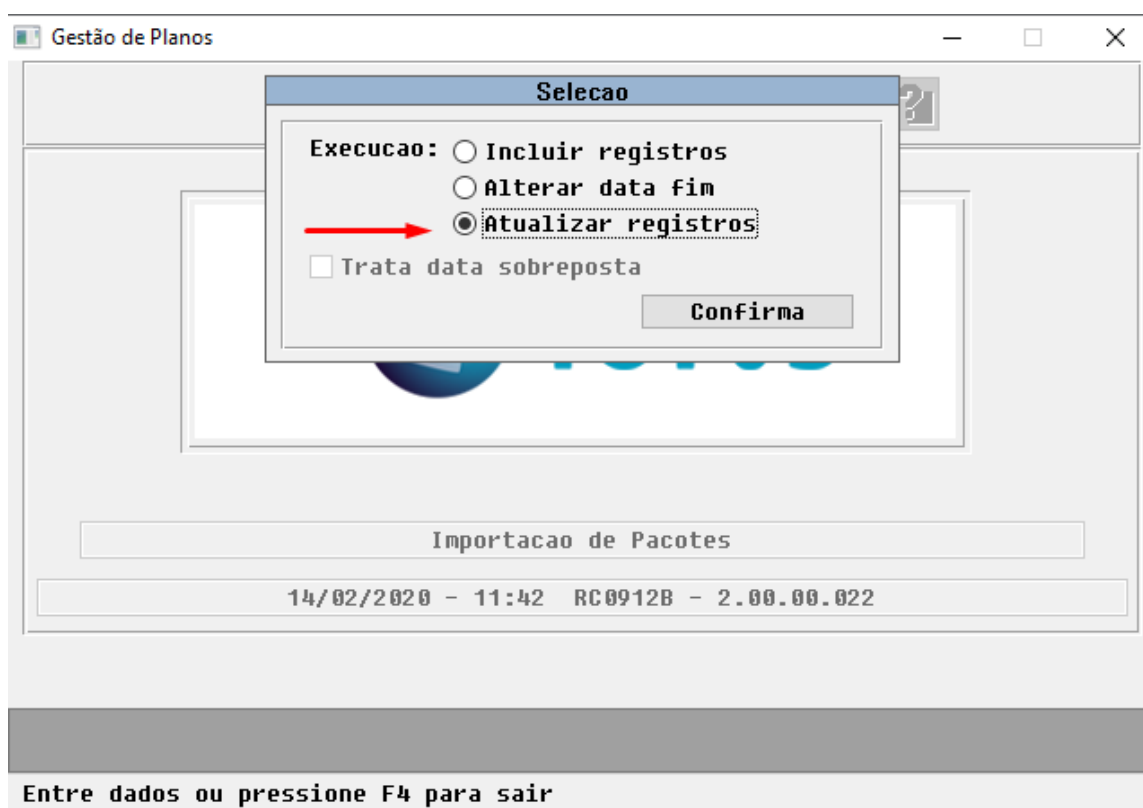 Gestão de Planos
Selecao
Execucao: Incluir registros
Alterar data fim
Atualizar registros
Trata data sobreposta
Confirma
Importacao de Pacotes
14/02/2020 - 11:42 RC0912B - 2.00.00.022
Entre dados ou pressione F4 para sair